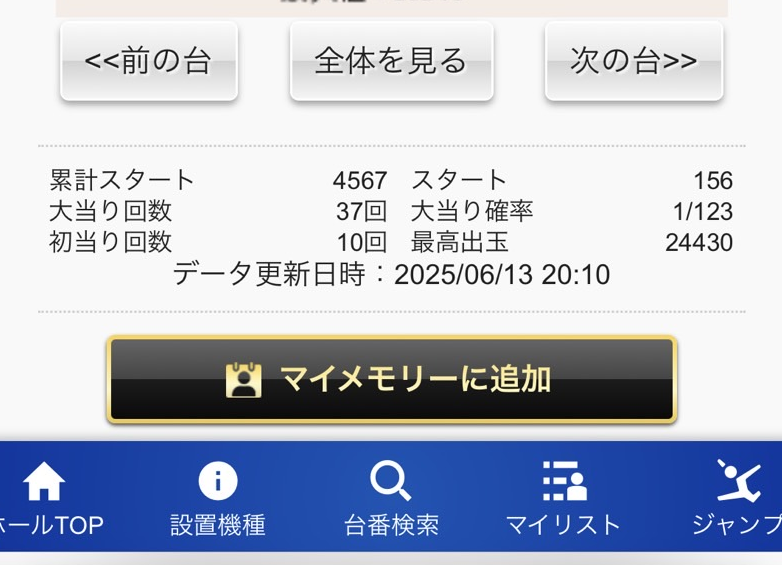 <<前の台 全体を見る 次の台>>
累計スタート 4567 スタート 156
大当り回数 37回 大当り確率 1/123
初当り回数 10回 最高出玉 24430
データ更新日時：2025/06/13 20:10
マイメモリーに追加
ホールTOP 設置機種 台番検索 マイリスト ジャンプ